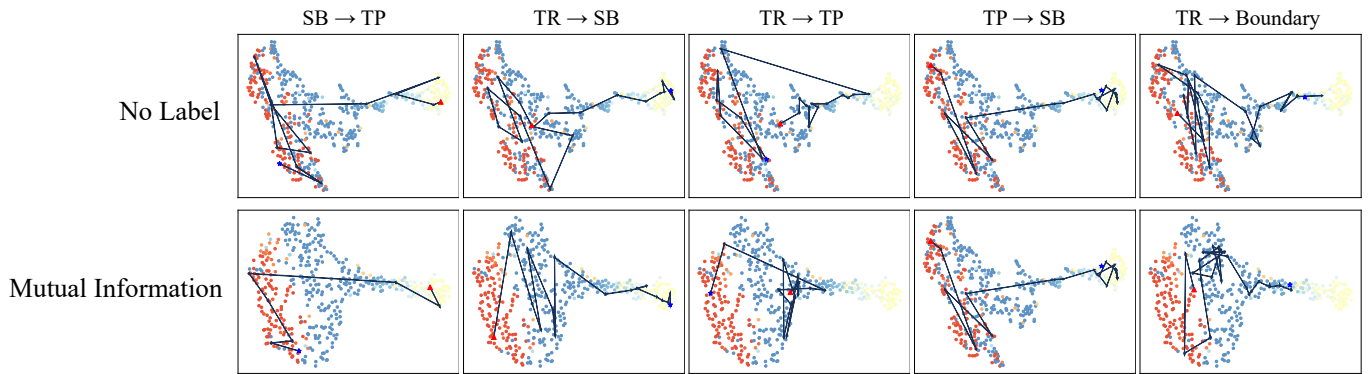 SB → TP
TR → SB
TR → TP
TP → SB
TR → Boundary
No Label
Mutual Information